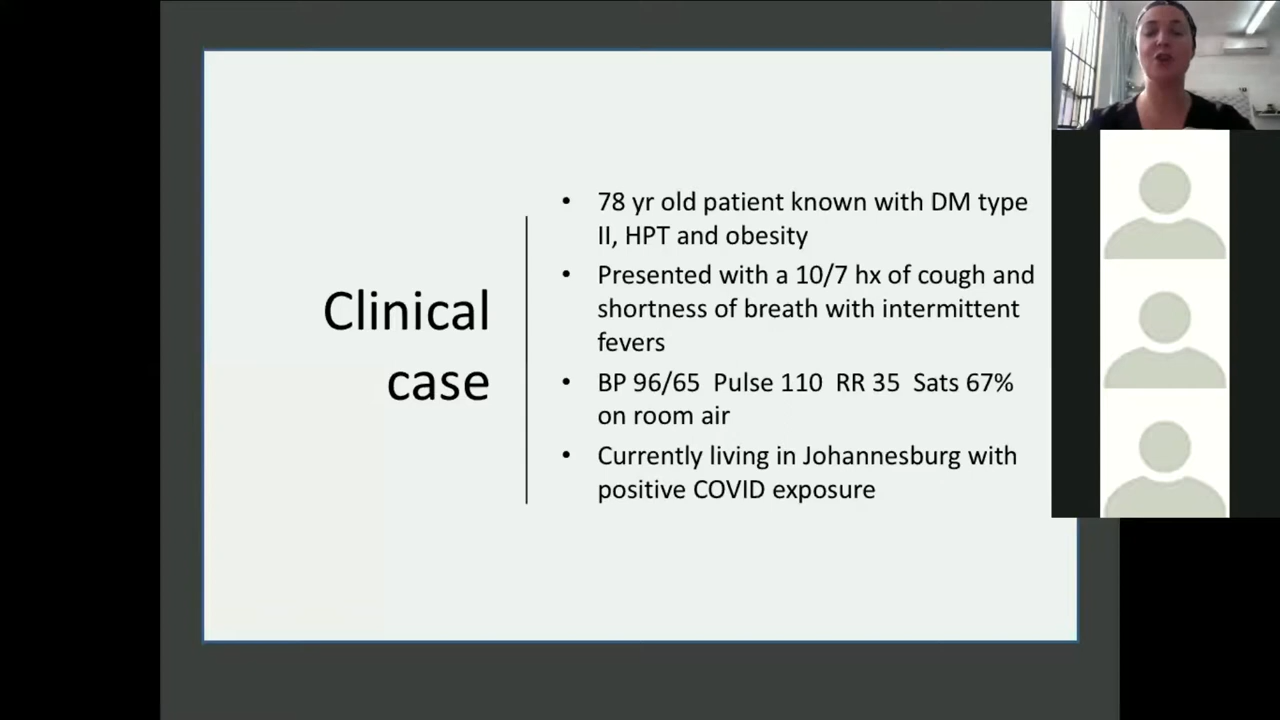 Clinical
case
• 78 yr old patient known with DM type
II, HPT and obesity
• Presented with a 10/7 hx of cough and
shortness of breath with intermittent
fevers
• BP 96/65 Pulse 110 RR 35 Sats 67%
on room air
• Currently living in Johannesburg with
positive COVID exposure